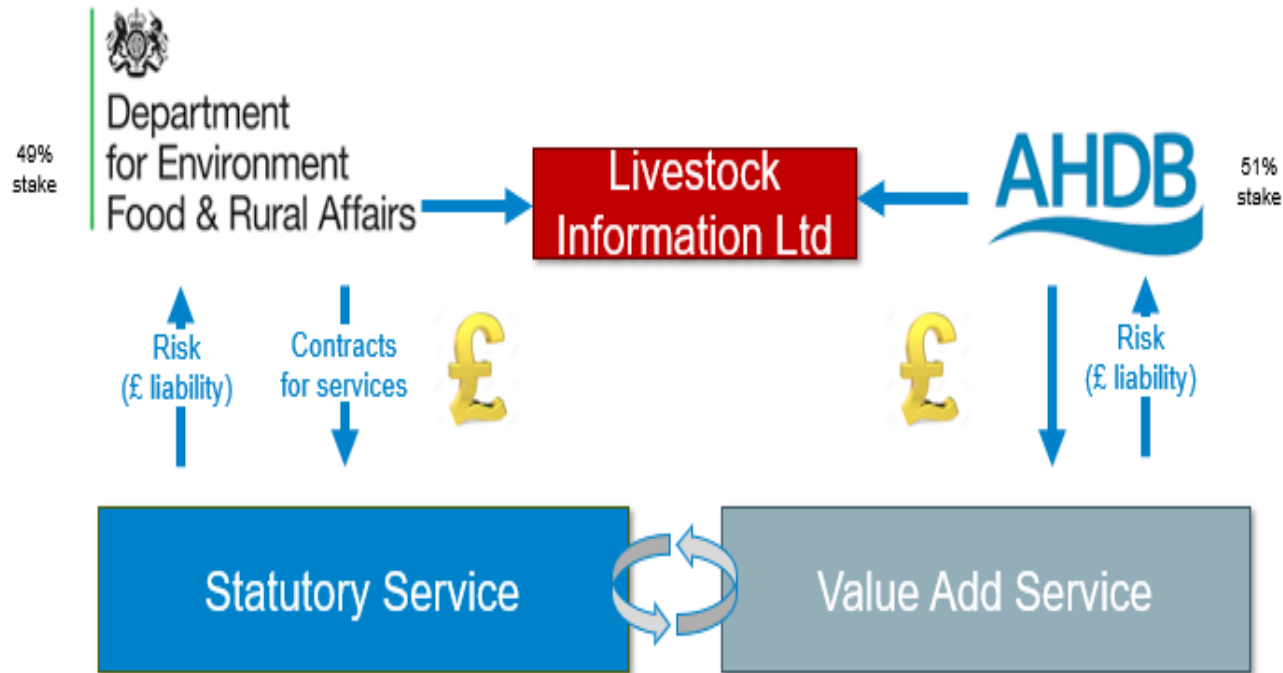 Department
for Environment
Food & Rural Affairs
49%
stake
Livestock
Information Ltd
AHDB
51%
stake
Risk
(£ liability)
Contracts
for services
£
£
Risk
(£ liability)
Statutory Service
Value Add Service